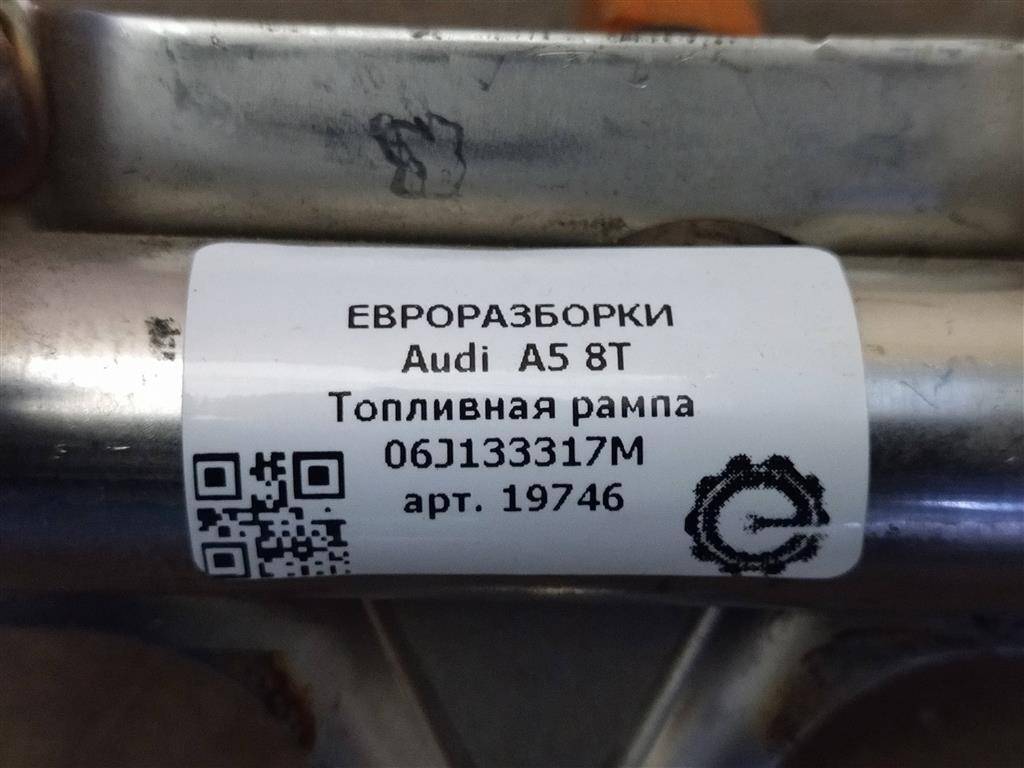 ЕВРОРАЗБОРКИ
Audi A5 8T
Топливная рампа
06J133317M
арт. 19746